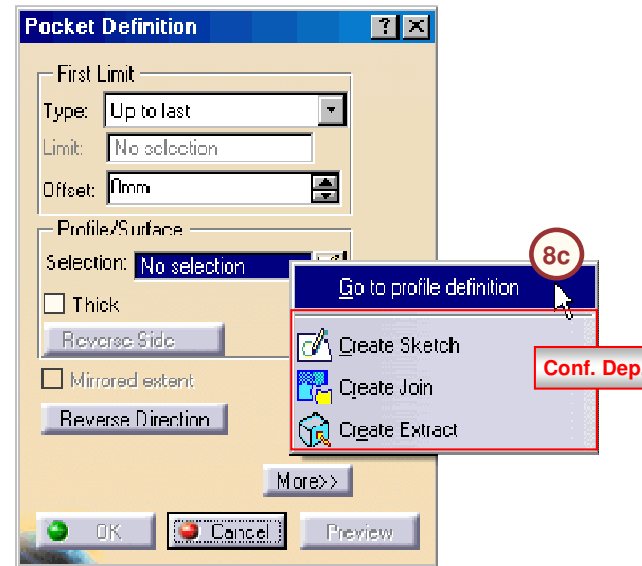 Pocket Definition
First Limit
Type: Up to last
Limit: No selection
Offset: 0mm
Profile/Surface
Selection: No selection
Thick
Reverse Side
Mirrored extent
Reverse Direction
More>>
OK Cancel Preview
8c
Go to profile definition
Create Sketch
Create Join
Create Extract
Conf. Dep